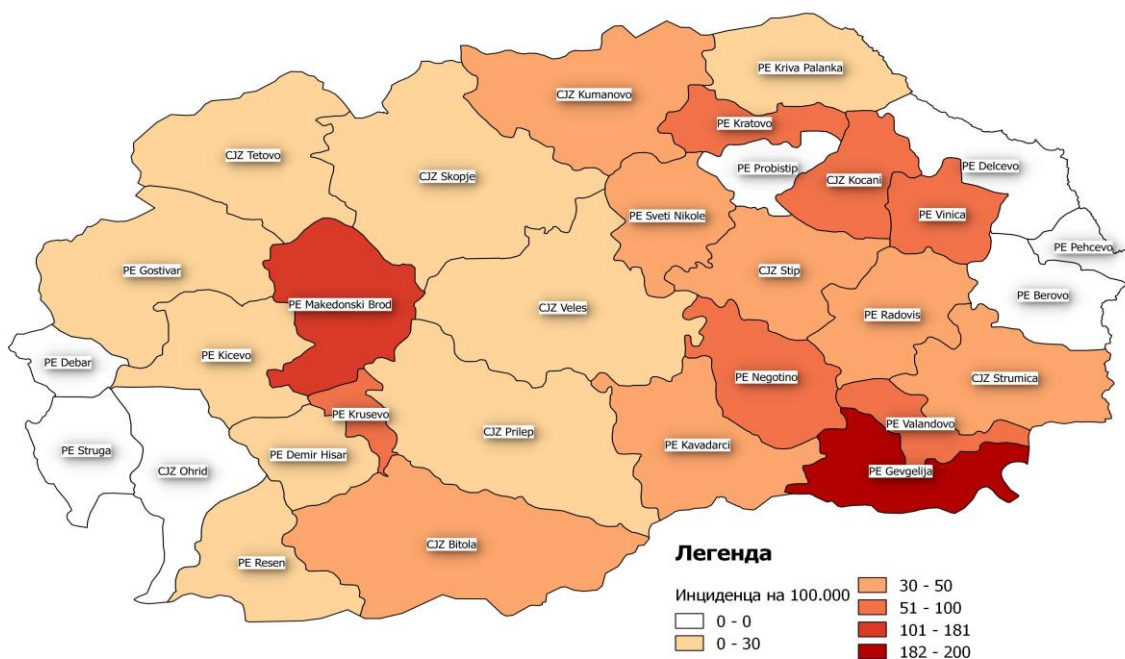 PE Kriva Palanka
CJZ Kumanovo
PE Kratovo
CJZ Tetovo
PE Probistip
PE Delcevo
CJZ Skopje
CJZ Kocani
PE Sveti Nikole
PE Vinica
PE Pehcevo
PE Gostivar
CJZ Stip
PE Berovo
PE Makedonski Brod
CJZ Veles
PE Radovis
PE Kicevo
PE Debar
PE Negotino
CJZ Strumica
PE Krusevo
PE Valandovo
CJZ Prilep
PE Kavadarci
PE Struga
PE Demir Hisar
CJZ Ohrid
PE Gevgelija
CJZ Bitola
PE Resen
Легенда
Инциденца на 100.000
0 - 0
0 - 30
30 - 50
51 - 100
101 - 181
182 - 200